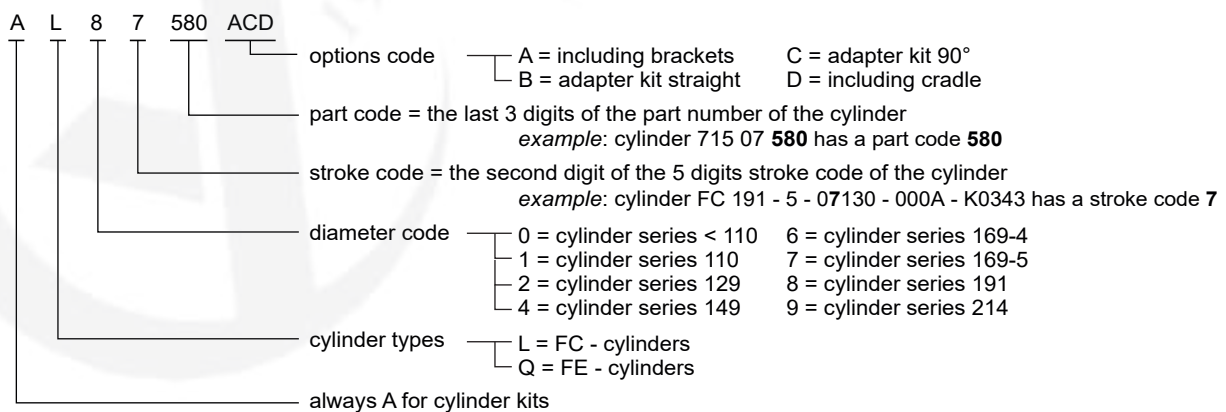 A L 8 7 580 ACD
options code A = including brackets C = adapter kit 90°
B = adapter kit straight D = including cradle
part code = the last 3 digits of the part number of the cylinder
example: cylinder 715 07 580 has a part code 580
stroke code = the second digit of the 5 digits stroke code of the cylinder
example: cylinder FC 191 - 5 - 07130 - 000A - K0343 has a stroke code 7
diameter code 0 = cylinder series < 110 6 = cylinder series 169-4
1 = cylinder series 110 7 = cylinder series 169-5
2 = cylinder series 129 8 = cylinder series 191
4 = cylinder series 149 9 = cylinder series 214
cylinder types L = FC - cylinders
Q = FE - cylinders
always A for cylinder kits